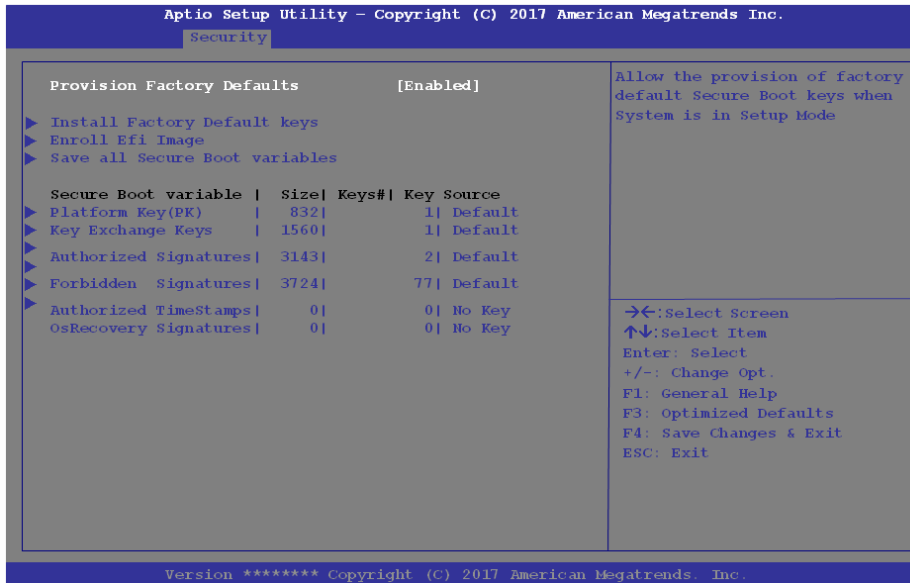 Aptio Setup Utility – Copyright (C) 2017 American Megatrends Inc.
Security
Provision Factory Defaults [Enabled]
Install Factory Default keys
Enroll Efi Image
Save all Secure Boot variables
Secure Boot variable | Size| Keys#| Key Source
Platform Key(PK) | 832| 1| Default
Key Exchange Keys | 1560| 1| Default
Authorized Signatures| 3143| 2| Default
Forbidden Signatures| 3724| 77| Default
Authorized TimeStamps| 0| 0| No Key
OsRecovery Signatures| 0| 0| No Key
Allow the provision of factory
default Secure Boot keys when
System is in Setup Mode
→←:Select Screen
↑↓:Select Item
Enter: Select
+/-: Change Opt.
F1: General Help
F3: Optimized Defaults
F4: Save Changes & Exit
ESC: Exit
Version ******** Copyright (C) 2017 American Megatrends. Inc.